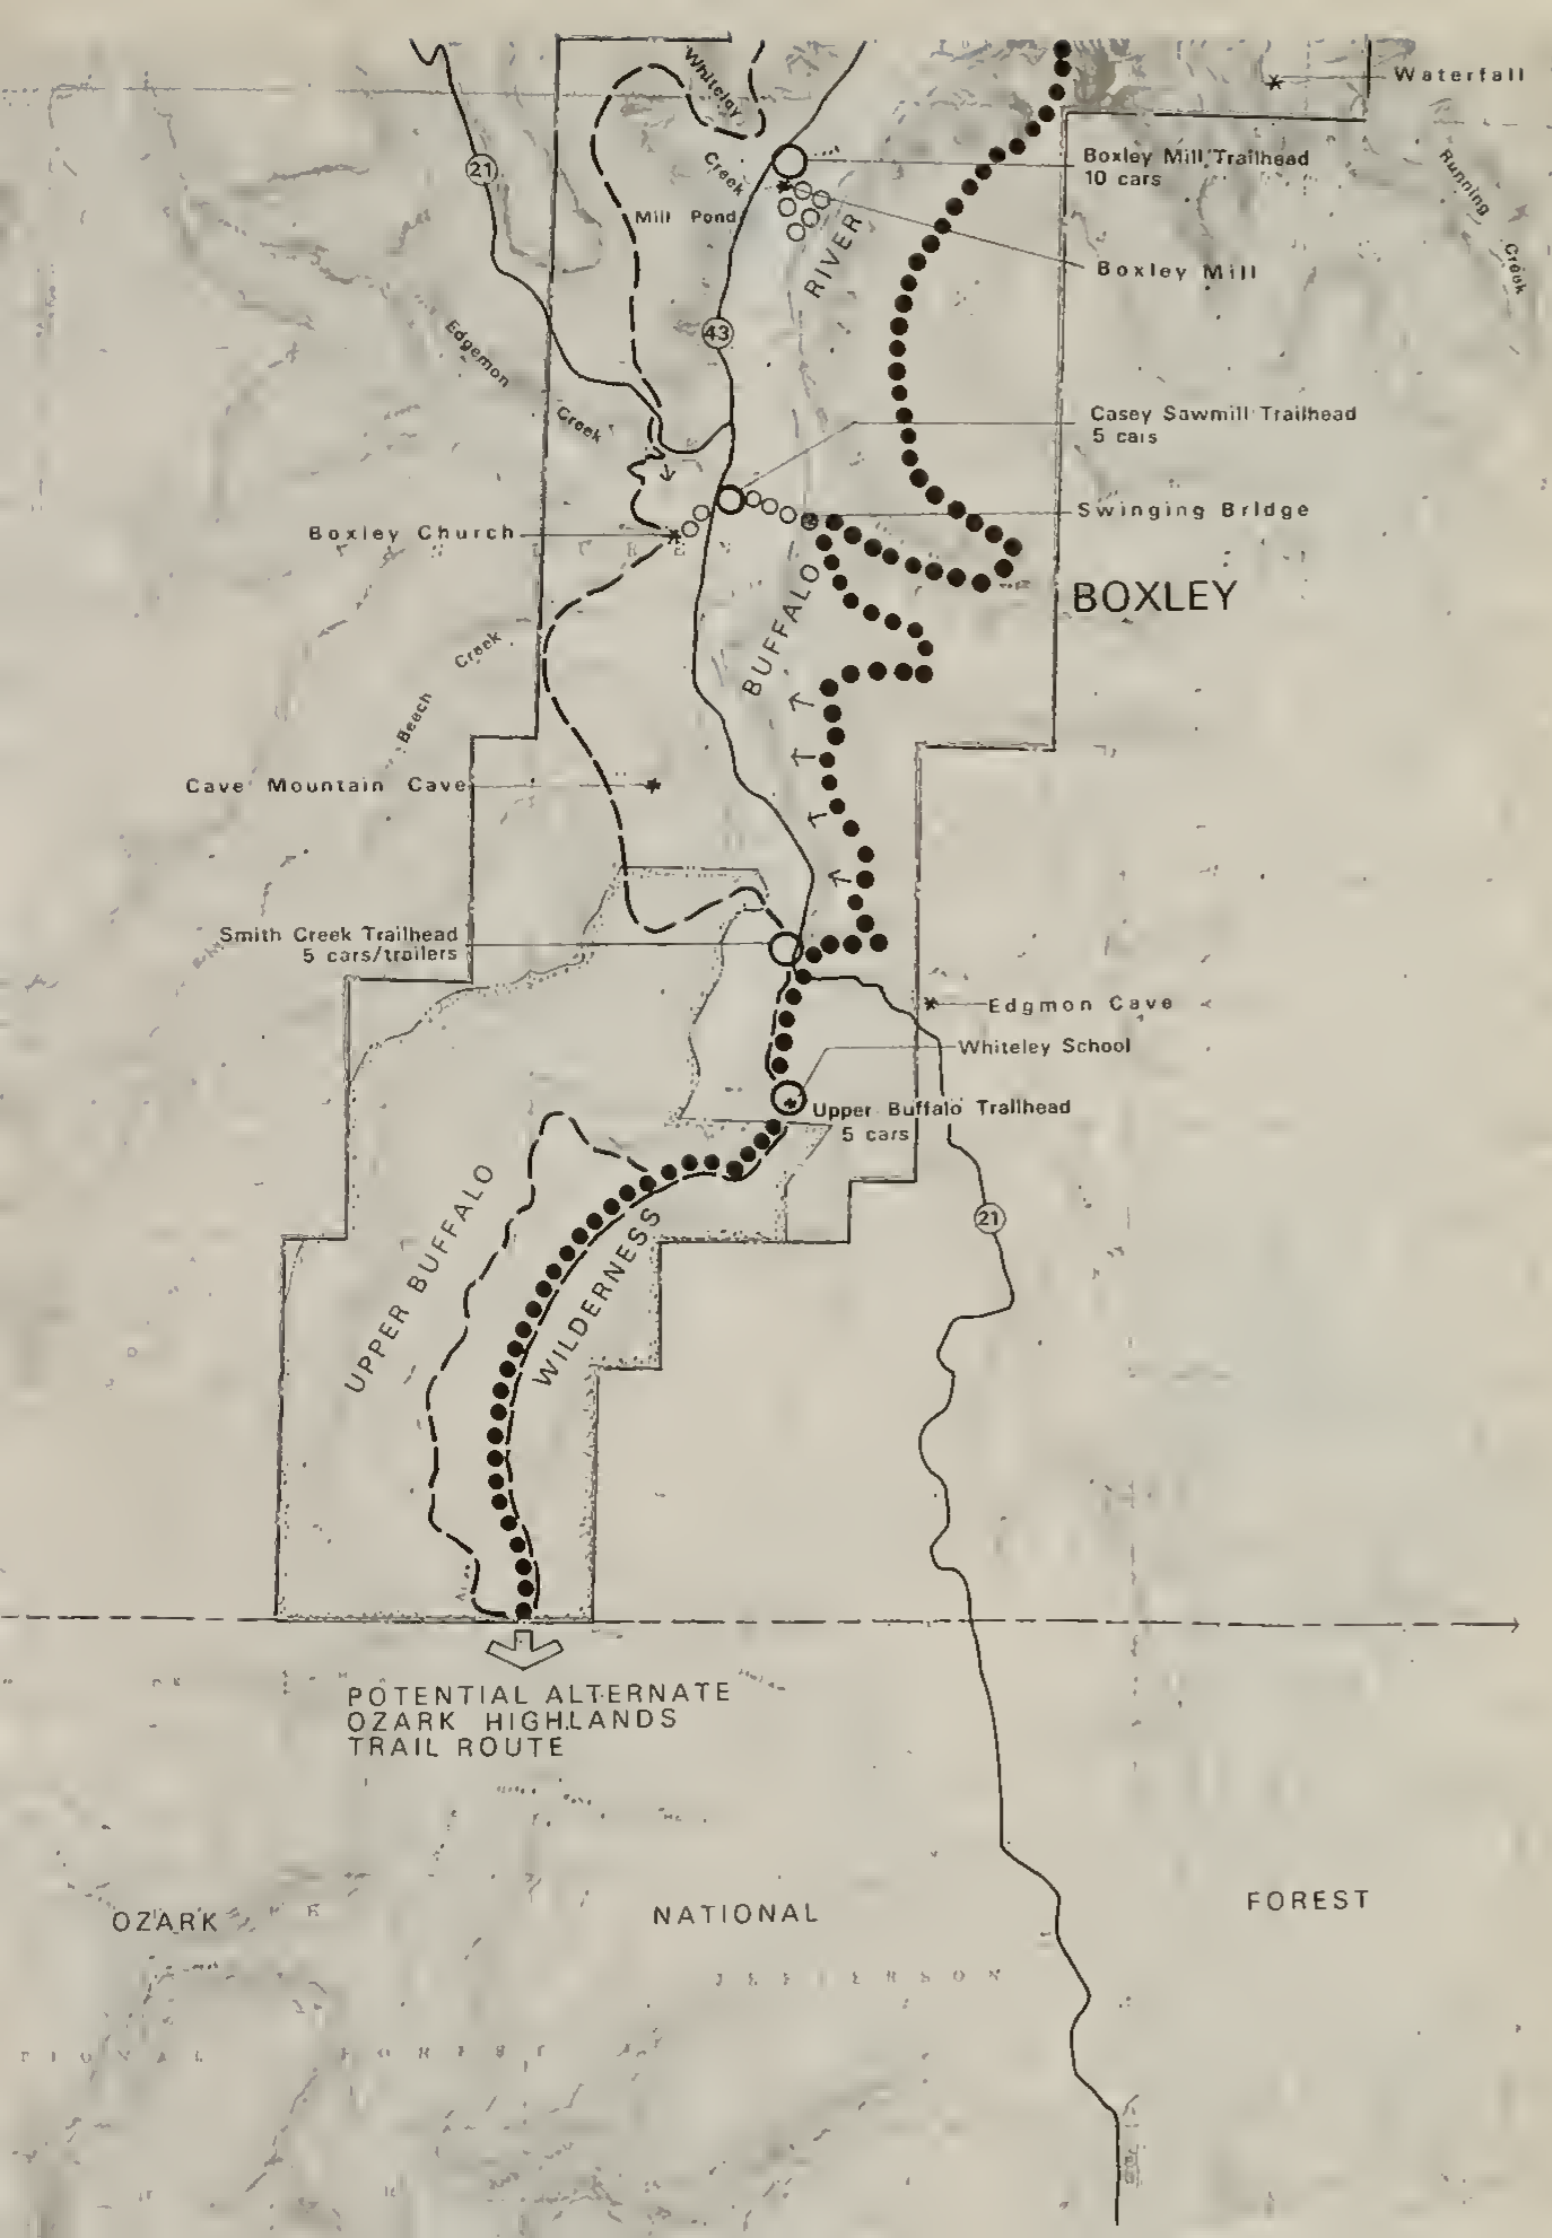 Waterfall
Whiteley
Creek
21
Boxley Mill Trailhead
10 cars
Running
Creek
Mill Pond
RIVER
Boxley Mill
43
Edgemon
Creek
Casey Sawmill Trailhead
5 cars
Swinging Bridge
Boxley Church
BOXLEY
BUFFALO
Creek
Beech
Cave Mountain Cave
Smith Creek Trailhead
5 cars/trailers
Edgmon Cave
Whiteley School
Upper Buffalo Trailhead
5 cars
UPPER BUFFALO
WILDERNESS
21
POTENTIAL ALTERNATE
OZARK HIGHLANDS
TRAIL ROUTE
OZARK NATIONAL FOREST
JEFFERSON